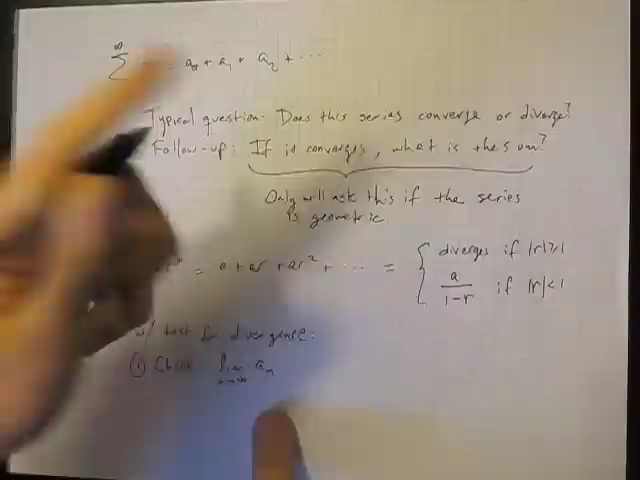 ∞
∑ = a₀ + a₁ + a₂ + ⋯
Typical question: Does this series converge or diverge?
Follow-up: If it converges, what is the sum?
Only will ask this if the series
is geometric.
= a + ar + ar² + ⋯ = { diverges if |r|≥1
a/(1-r) if |r|<1
w/ test for divergence:
① Check lim n→∞ aₙ